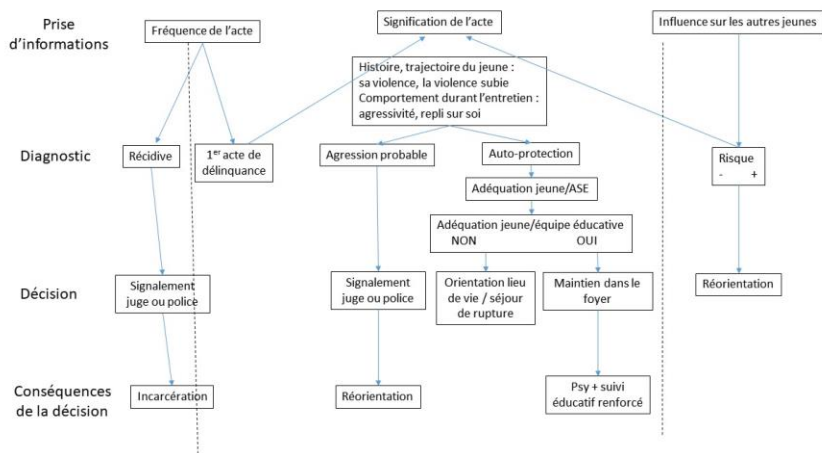 Prise
d'informations
Fréquence de l'acte
Signification de l'acte
Influence sur les autres jeunes
Histoire, trajectoire du jeune :
sa violence, la violence subie
Comportement durant l'entretien :
agressivité, repli sur soi
Diagnostic
Récidive
1er acte de
délinquance
Agression probable
Auto-protection
Risque
- +
Adéquation jeune/ASE
Adéquation jeune/équipe éducative
NON OUI
Décision
Signalement
juge ou police
Signalement
juge ou police
Orientation lieu
de vie / séjour
de rupture
Maintien dans le
foyer
Réorientation
Conséquences
de la décision
Incarcération
Réorientation
Psy + suivi
éducatif renforcé